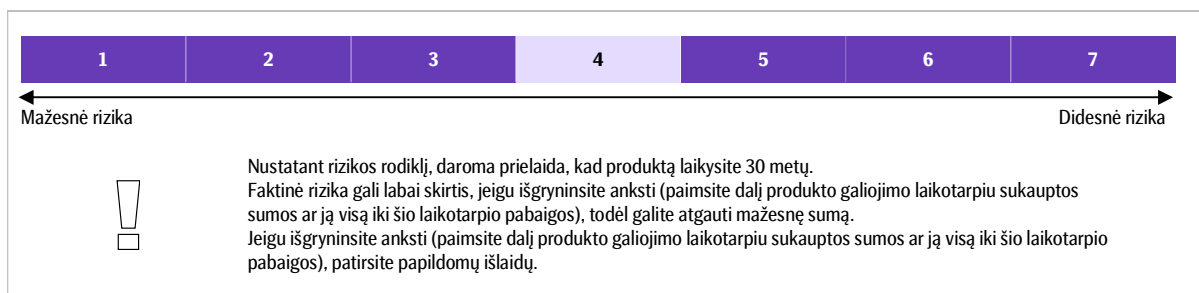 1 2 3 4 5 6 7
Mažesnė rizika Didesnė rizika
Nustatant rizikos rodiklį, daroma prielaida, kad produktą laikysite 30 metų.
Faktinė rizika gali labai skirtis, jeigu išgryninsite anksti (paimsite dalį produkto galiojimo laikotarpiu sukauptos
sumos ar ją visą iki šio laikotarpio pabaigos), todėl galite atgauti mažesnę sumą.
Jeigu išgryninsite anksti (paimsite dalį produkto galiojimo laikotarpiu sukauptos sumos ar ją visą iki šio laikotarpio
pabaigos), patirsite papildomų išlaidų.